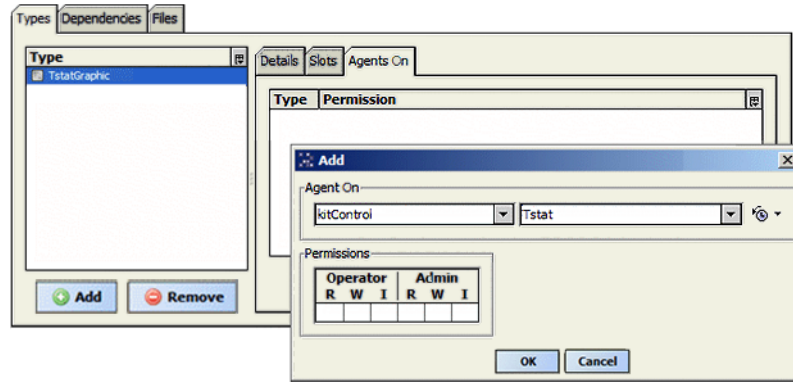 Types Dependencies Files
Type
TstatGraphic
Details Slots Agents On
Type Permission
Add
Agent On
kitControl Tstat
Permissions
Operator Admin
R W I R W I
Add Remove
OK Cancel